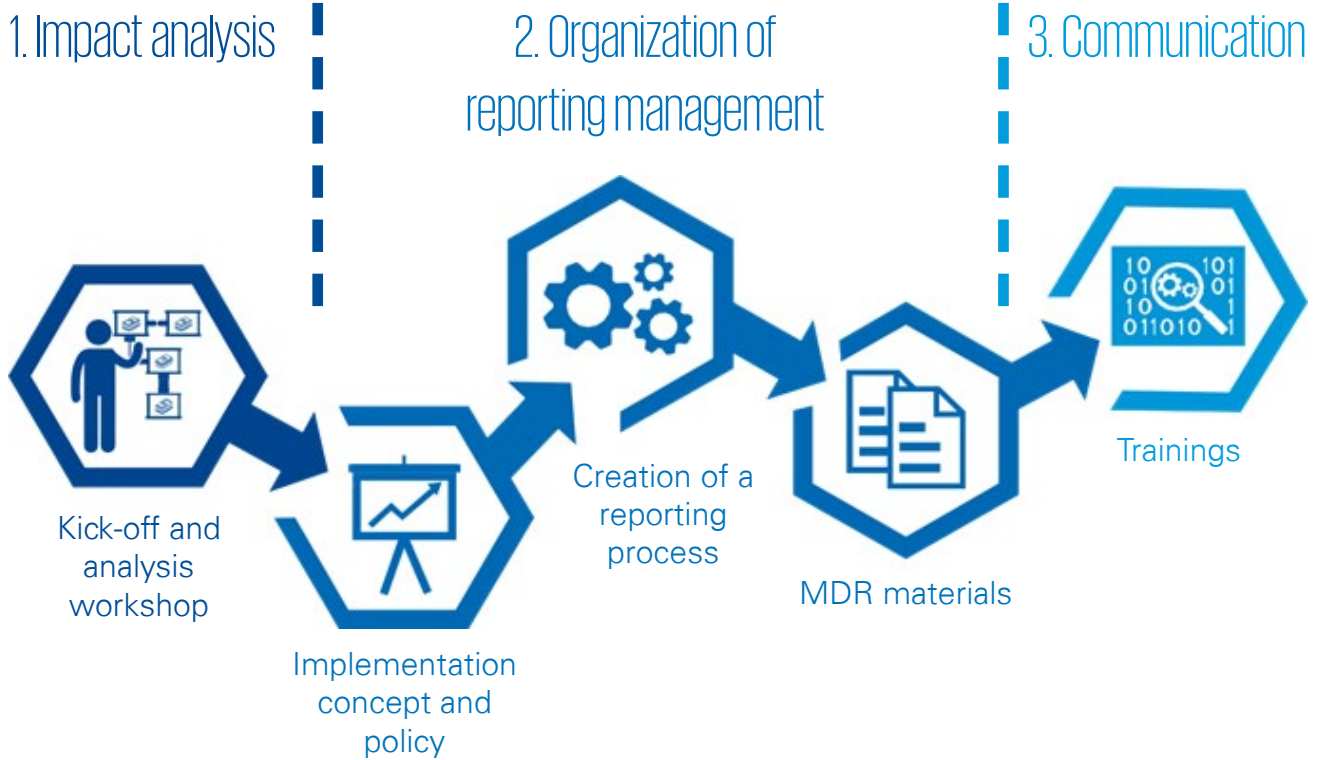 1. Impact analysis
2. Organization of
reporting management
3. Communication
Kick-off and
analysis
workshop
Implementation
concept and
policy
Creation of a
reporting
process
MDR materials
10 101
01 01
10 1
011010 1
Trainings